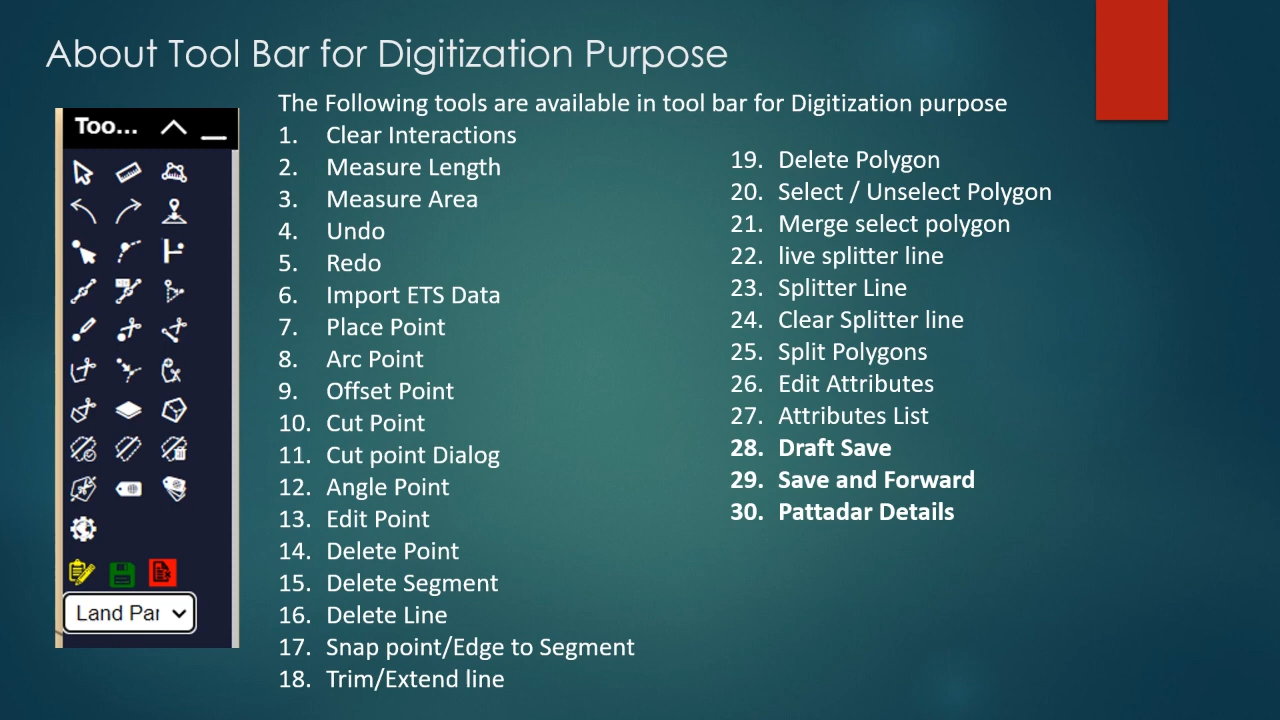 About Tool Bar for Digitization Purpose
Too...
Land Par
The Following tools are available in tool bar for Digitization purpose
1. Clear Interactions
2. Measure Length
3. Measure Area
4. Undo
5. Redo
6. Import ETS Data
7. Place Point
8. Arc Point
9. Offset Point
10. Cut Point
11. Cut point Dialog
12. Angle Point
13. Edit Point
14. Delete Point
15. Delete Segment
16. Delete Line
17. Snap point/Edge to Segment
18. Trim/Extend line
19. Delete Polygon
20. Select / Unselect Polygon
21. Merge select polygon
22. live splitter line
23. Splitter Line
24. Clear Splitter line
25. Split Polygons
26. Edit Attributes
27. Attributes List
28. Draft Save
29. Save and Forward
30. Pattadar Details